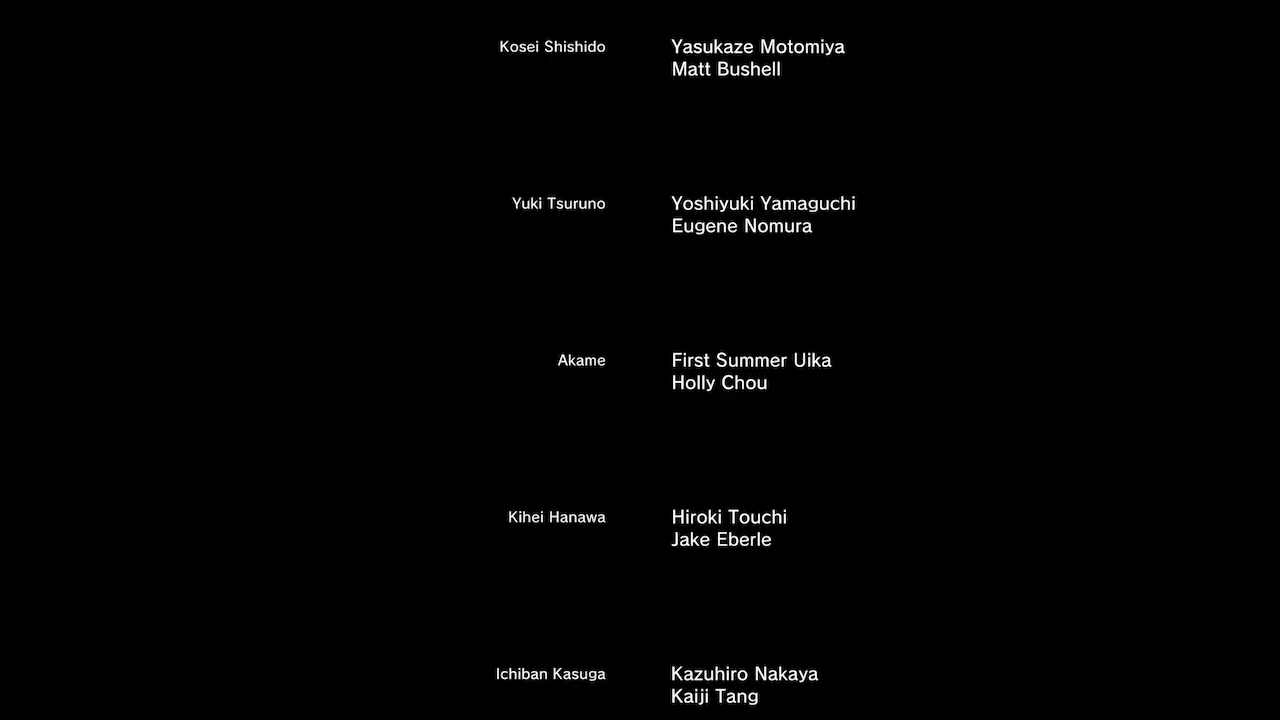 Kosei Shishido Yasukaze Motomiya
Matt Bushell
Yuki Tsuruno Yoshiyuki Yamaguchi
Eugene Nomura
Akame First Summer Uika
Holly Chou
Kihei Hanawa Hiroki Touchi
Jake Eberle
Ichiban Kasuga Kazuhiro Nakaya
Kaiji Tang